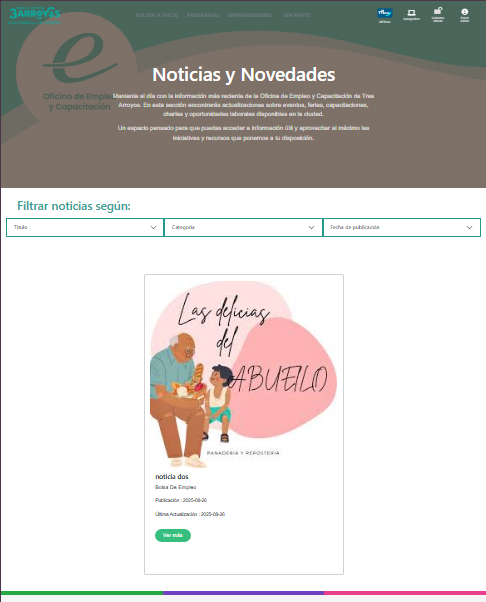 3ARROYOS
VOLVER A INICIO PROGRAMAS EMPRENDEDORES SER PARTE
Oficina de Empleo
y Capacitación
Noticias y Novedades
Mantente al día con la información más reciente de la Oficina de Empleo y Capacitación de Tres
Arroyos. En esta sección encontrarás actualizaciones sobre eventos, ferias, capacitaciones,
charlas y oportunidades laborales disponibles en la ciudad.
Un espacio pensado para que puedas acceder a información útil y aprovechar al máximo las
iniciativas y recursos que ponemos a tu disposición.
Filtrar noticias según:
Título
Categoría
Fecha de publicación
Las delicias
del
ABUELO
PANADERIA Y REPOSTERIA
noticia dos
Bolsa De Empleo
Publicación : 2025-08-26
Última Actualización : 2025-08-26
Ver más